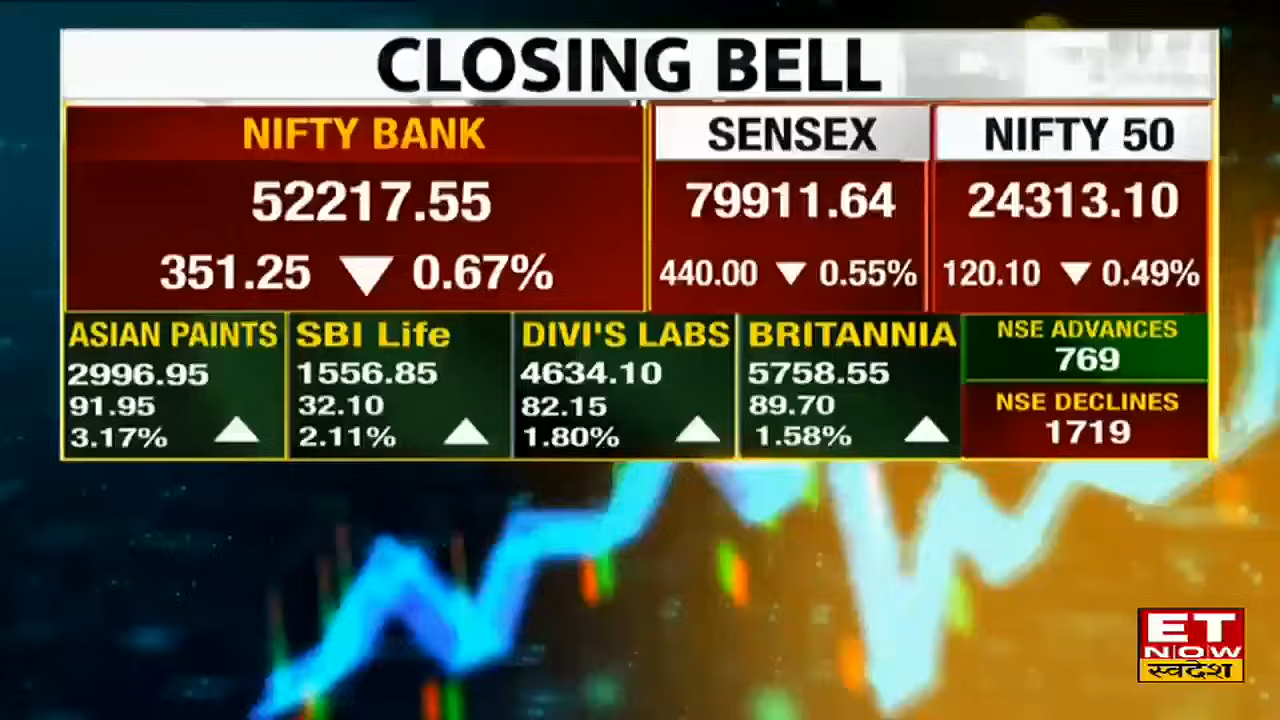 CLOSING BELL
NIFTY BANK
52217.55
351.25 ▼ 0.67%
SENSEX
79911.64
440.00 ▼ 0.55%
NIFTY 50
24313.10
120.10 ▼ 0.49%
ASIAN PAINTS
2996.95
91.95
3.17% ▲
SBI Life
1556.85
32.10
2.11% ▲
DIVI'S LABS
4634.10
82.15
1.80% ▲
BRITANNIA
5758.55
89.70
1.58% ▲
NSE ADVANCES
769
NSE DECLINES
1719
ET
NOW
स्वदेश